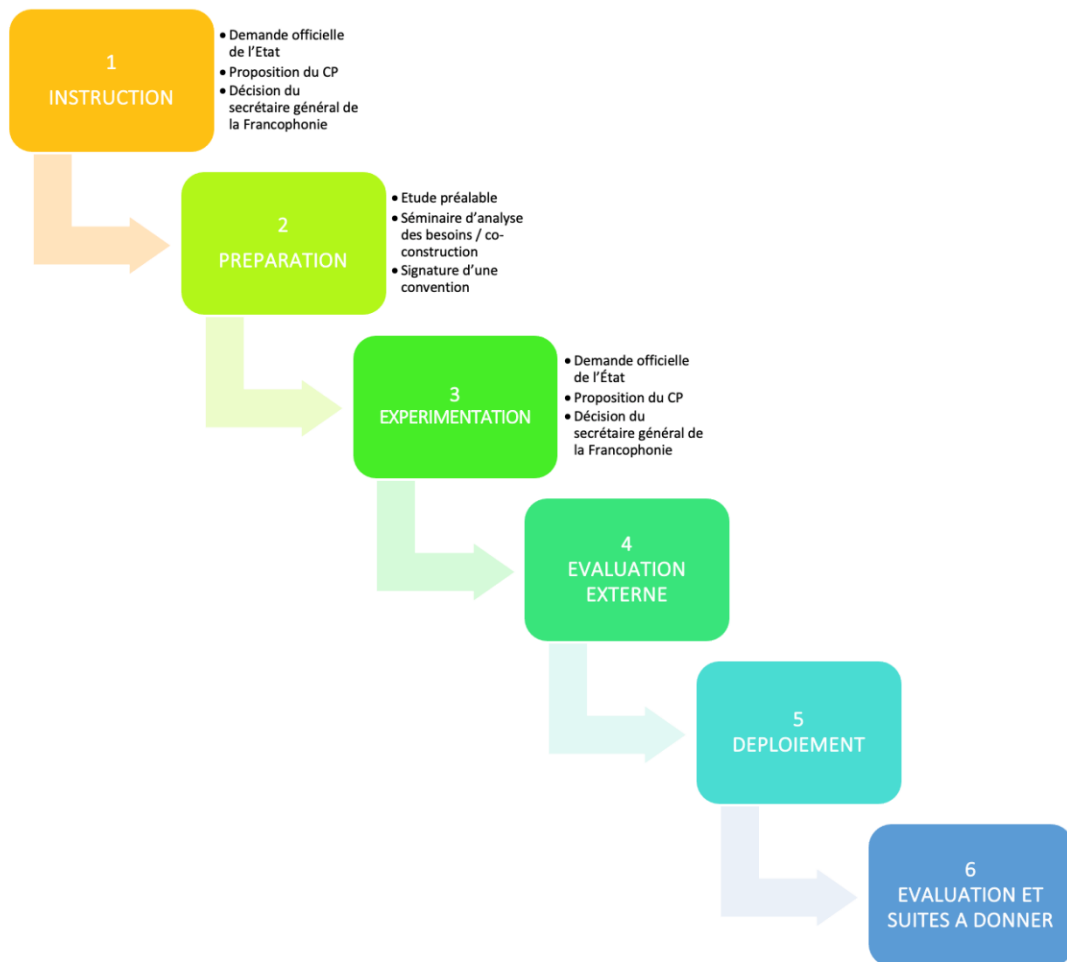 1
INSTRUCTION
• Demande officielle
de l’Etat
• Proposition du CP
• Décision du
secrétaire général de
la Francophonie
2
PREPARATION
• Etude préalable
• Séminaire d’analyse
des besoins / co-
construction
• Signature d’une
convention
3
EXPERIMENTATION
• Demande officielle
de l’État
• Proposition du CP
• Décision du
secrétaire général de
la Francophonie
4
EVALUATION
EXTERNE
5
DEPLOIEMENT
6
EVALUATION ET
SUITES A DONNER